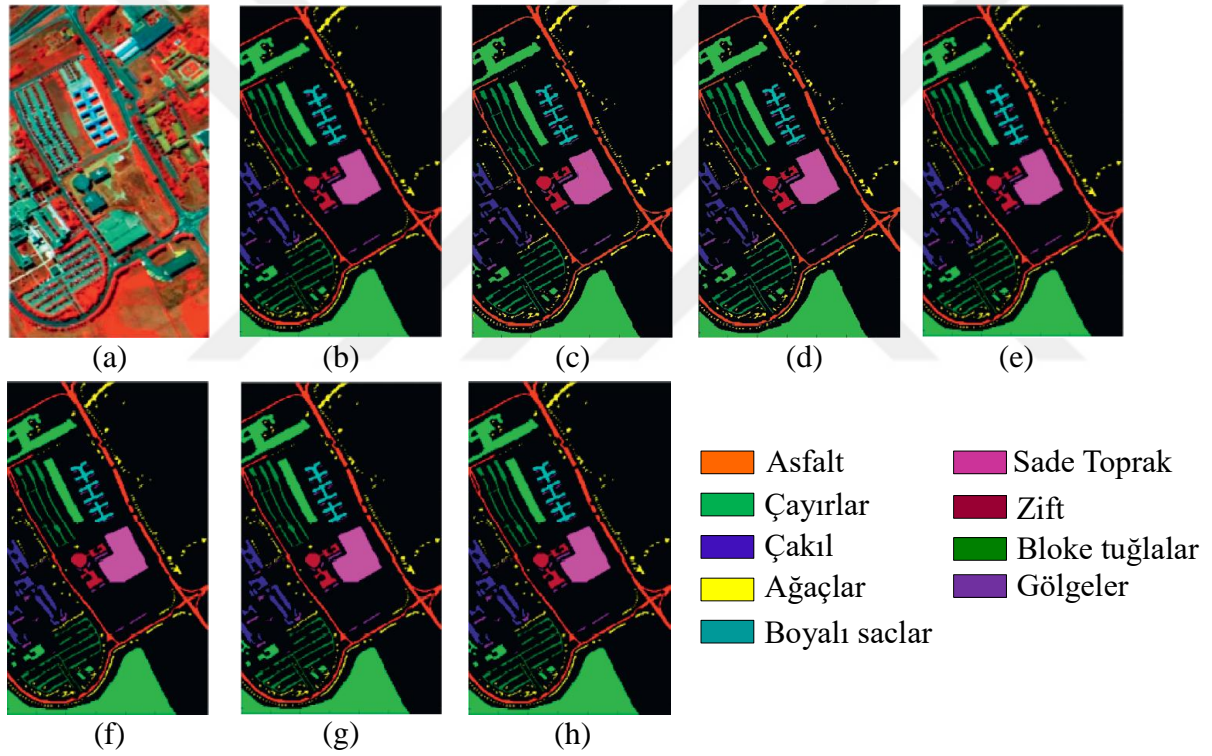 (a) (b) (c) (d) (e)
Asfalt
Çayırlar
Çakıl
Ağaçlar
Boyalı saclar
Sade Toprak
Zift
Bloke tuğlalar
Gölgeler
(f) (g) (h)